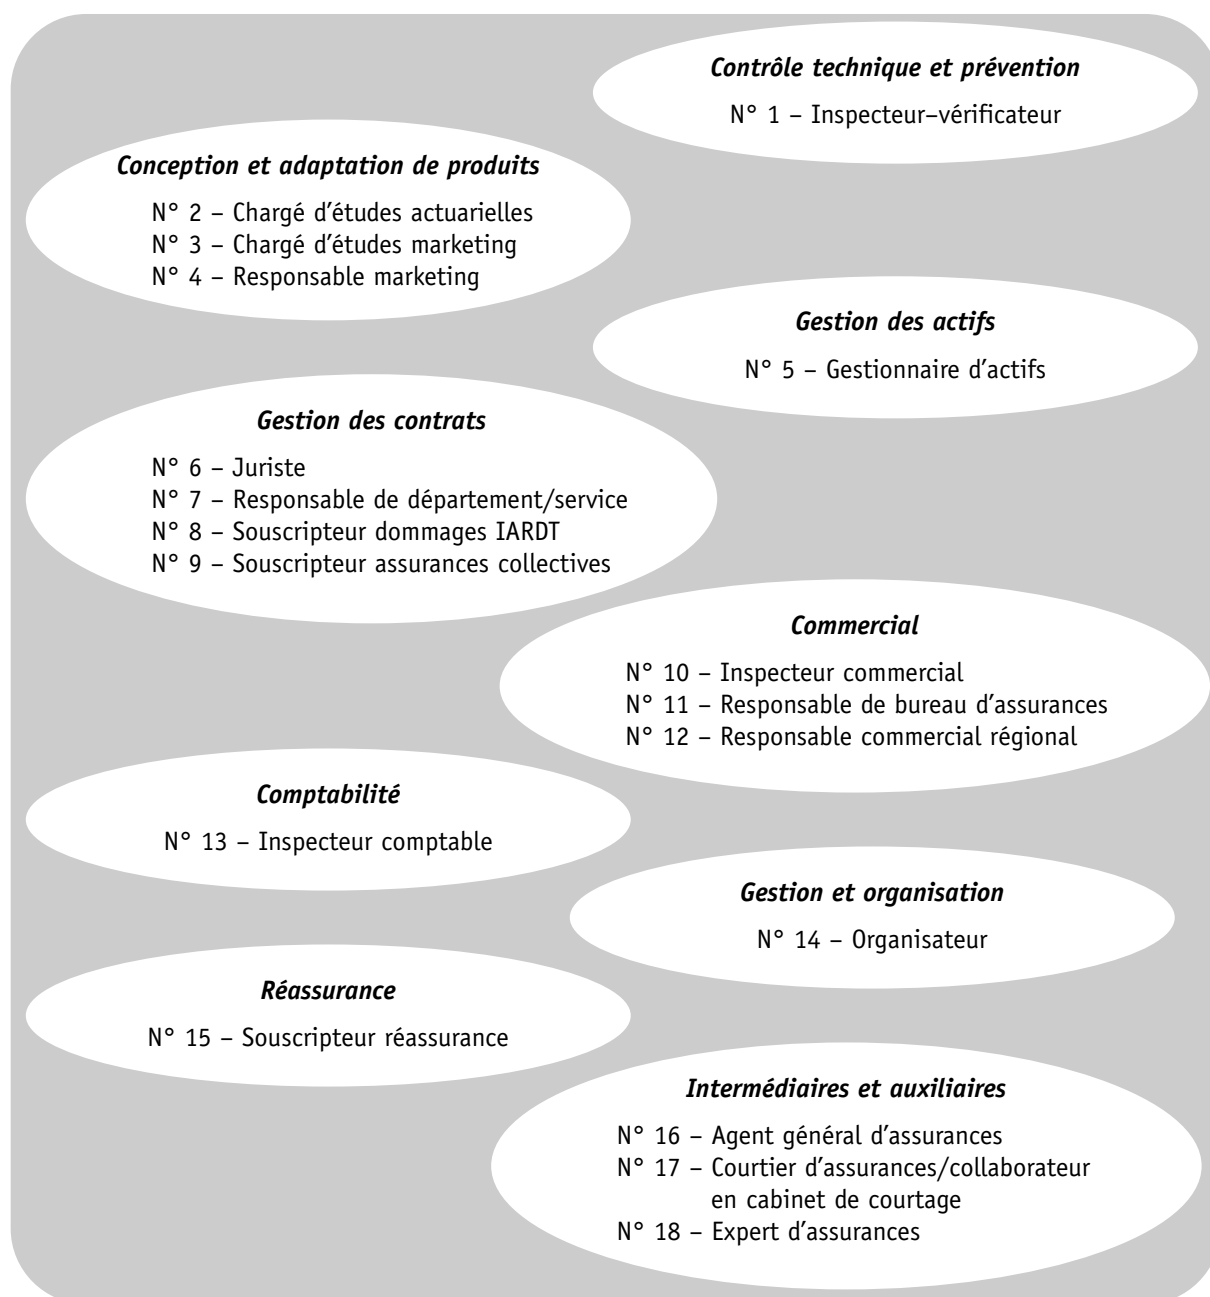 Contrôle technique et prévention
N° 1 – Inspecteur–vérificateur
Conception et adaptation de produits
N° 2 – Chargé d’études actuarielles
N° 3 – Chargé d’études marketing
N° 4 – Responsable marketing
Gestion des actifs
N° 5 – Gestionnaire d’actifs
Gestion des contrats
N° 6 – Juriste
N° 7 – Responsable de département/service
N° 8 – Souscripteur dommages IARDT
N° 9 – Souscripteur assurances collectives
Commercial
N° 10 – Inspecteur commercial
N° 11 – Responsable de bureau d’assurances
N° 12 – Responsable commercial régional
Comptabilité
N° 13 – Inspecteur comptable
Gestion et organisation
N° 14 – Organisateur
Réassurance
N° 15 – Souscripteur réassurance
Intermédiaires et auxiliaires
N° 16 – Agent général d’assurances
N° 17 – Courtier d’assurances/collaborateur
en cabinet de courtage
N° 18 – Expert d’assurances